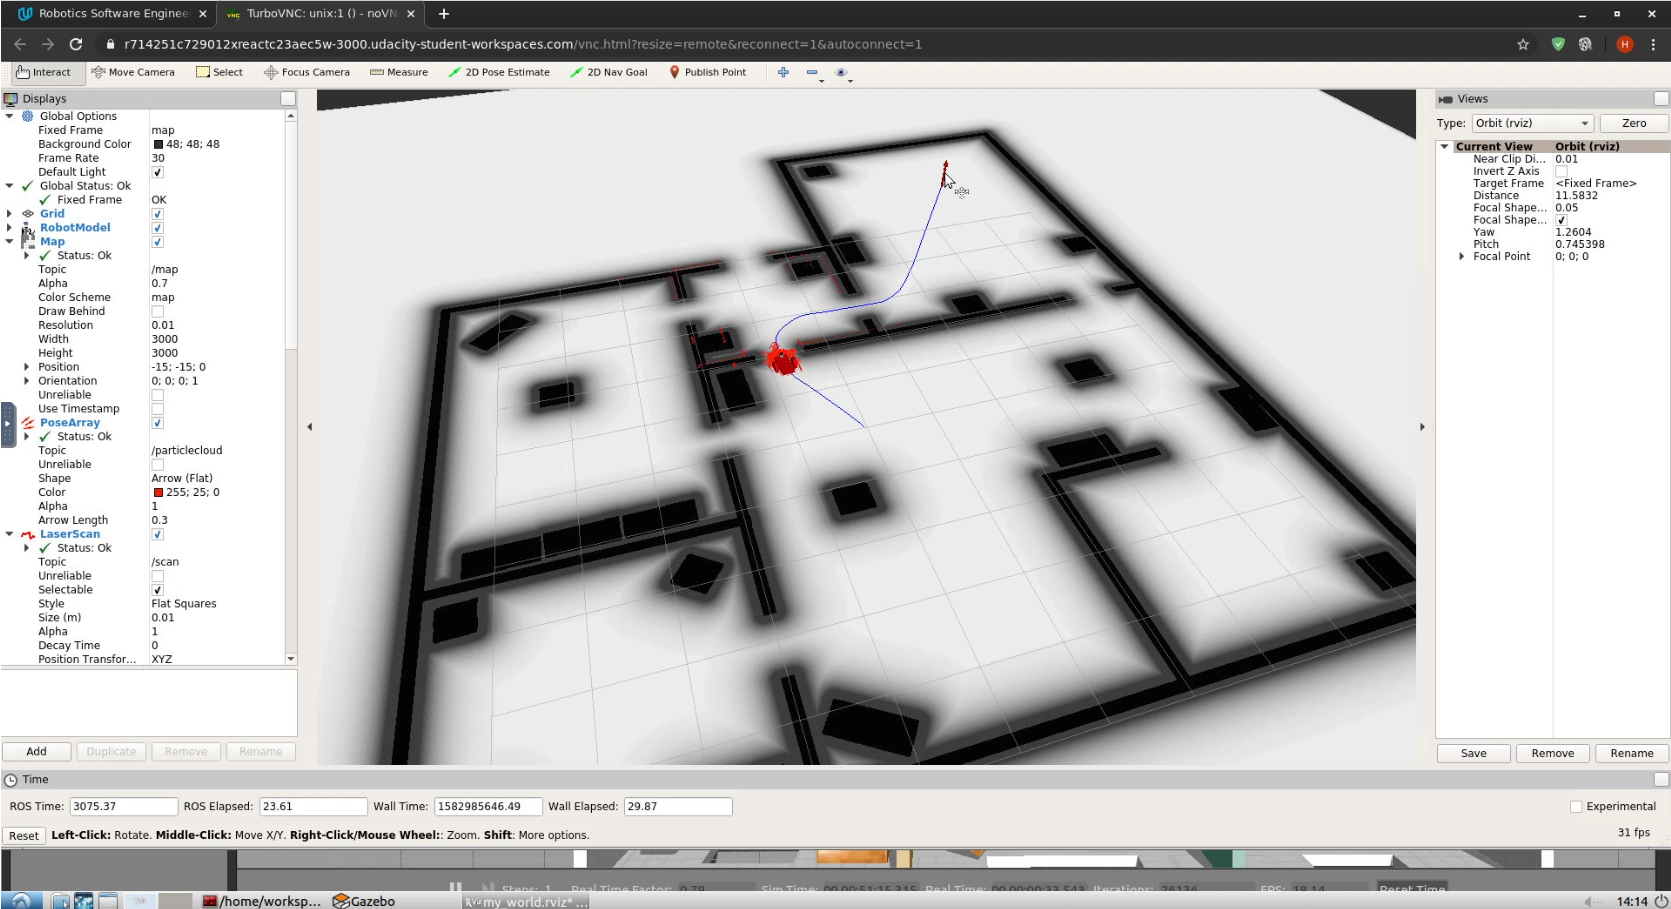 Robotics Software Enginee
TurboVNC: unix:1 () - noVN
r714251c729012xreactc23aec5w-3000.udacity-student-workspaces.com/vnc.html?resize=remote&reconnect=1&autoconnect=1
H
Interact Move Camera Select Focus Camera Measure 2D Pose Estimate 2D Nav Goal Publish Point
Displays
Global Options
Fixed Frame map
Background Color 48; 48; 48
Frame Rate 30
Default Light
Global Status: Ok
Fixed Frame OK
Grid
RobotModel
Map
Status: Ok
Topic /map
Alpha 0.7
Color Scheme map
Draw Behind
Resolution 0.01
Width 3000
Height 3000
Position -15; -15; 0
Orientation 0; 0; 0; 1
Unreliable
Use Timestamp
PoseArray
Status: Ok
Topic /particlecloud
Unreliable
Shape Arrow (Flat)
Color 255; 25; 0
Alpha 1
Arrow Length 0.3
LaserScan
Status: Ok
Topic /scan
Unreliable
Selectable
Style Flat Squares
Size (m) 0.01
Alpha 1
Decay Time 0
Position Transfor... XYZ
Add Duplicate Remove Rename
Views
Type: Orbit (rviz) Zero
Current View Orbit (rviz)
Near Clip Di... 0.01
Invert Z Axis
Target Frame <Fixed Frame>
Distance 11.5832
Focal Shape... 0.05
Focal Shape...
Yaw 1.2604
Pitch 0.745398
Focal Point 0; 0; 0
Save Remove Rename
Time
ROS Time: 3075.37 ROS Elapsed: 23.61 Wall Time: 1582985646.49 Wall Elapsed: 29.87 Experimental
Reset Left-Click: Rotate. Middle-Click: Move X/Y. Right-Click/Mouse Wheel:: Zoom. Shift: More options. 31 fps
Steps: 1 Real Time Factor: 0.79 Sim Time: 00 00:51:15.315 Real Time: 00 00:00:33.543 Iterations: 26136 FPS: 18.14 Reset Time
/home/worksp... Gazebo my_world.rviz* ... 14:14